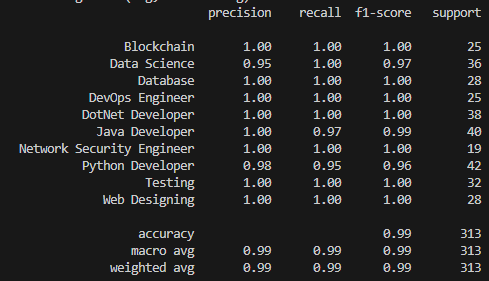 precision recall f1-score support
Blockchain 1.00 1.00 1.00 25
Data Science 0.95 1.00 0.97 36
Database 1.00 1.00 1.00 28
DevOps Engineer 1.00 1.00 1.00 25
DotNet Developer 1.00 1.00 1.00 38
Java Developer 1.00 0.97 0.99 40
Network Security Engineer 1.00 1.00 1.00 19
Python Developer 0.98 0.95 0.96 42
Testing 1.00 1.00 1.00 32
Web Designing 1.00 1.00 1.00 28
accuracy 0.99 313
macro avg 0.99 0.99 0.99 313
weighted avg 0.99 0.99 0.99 313